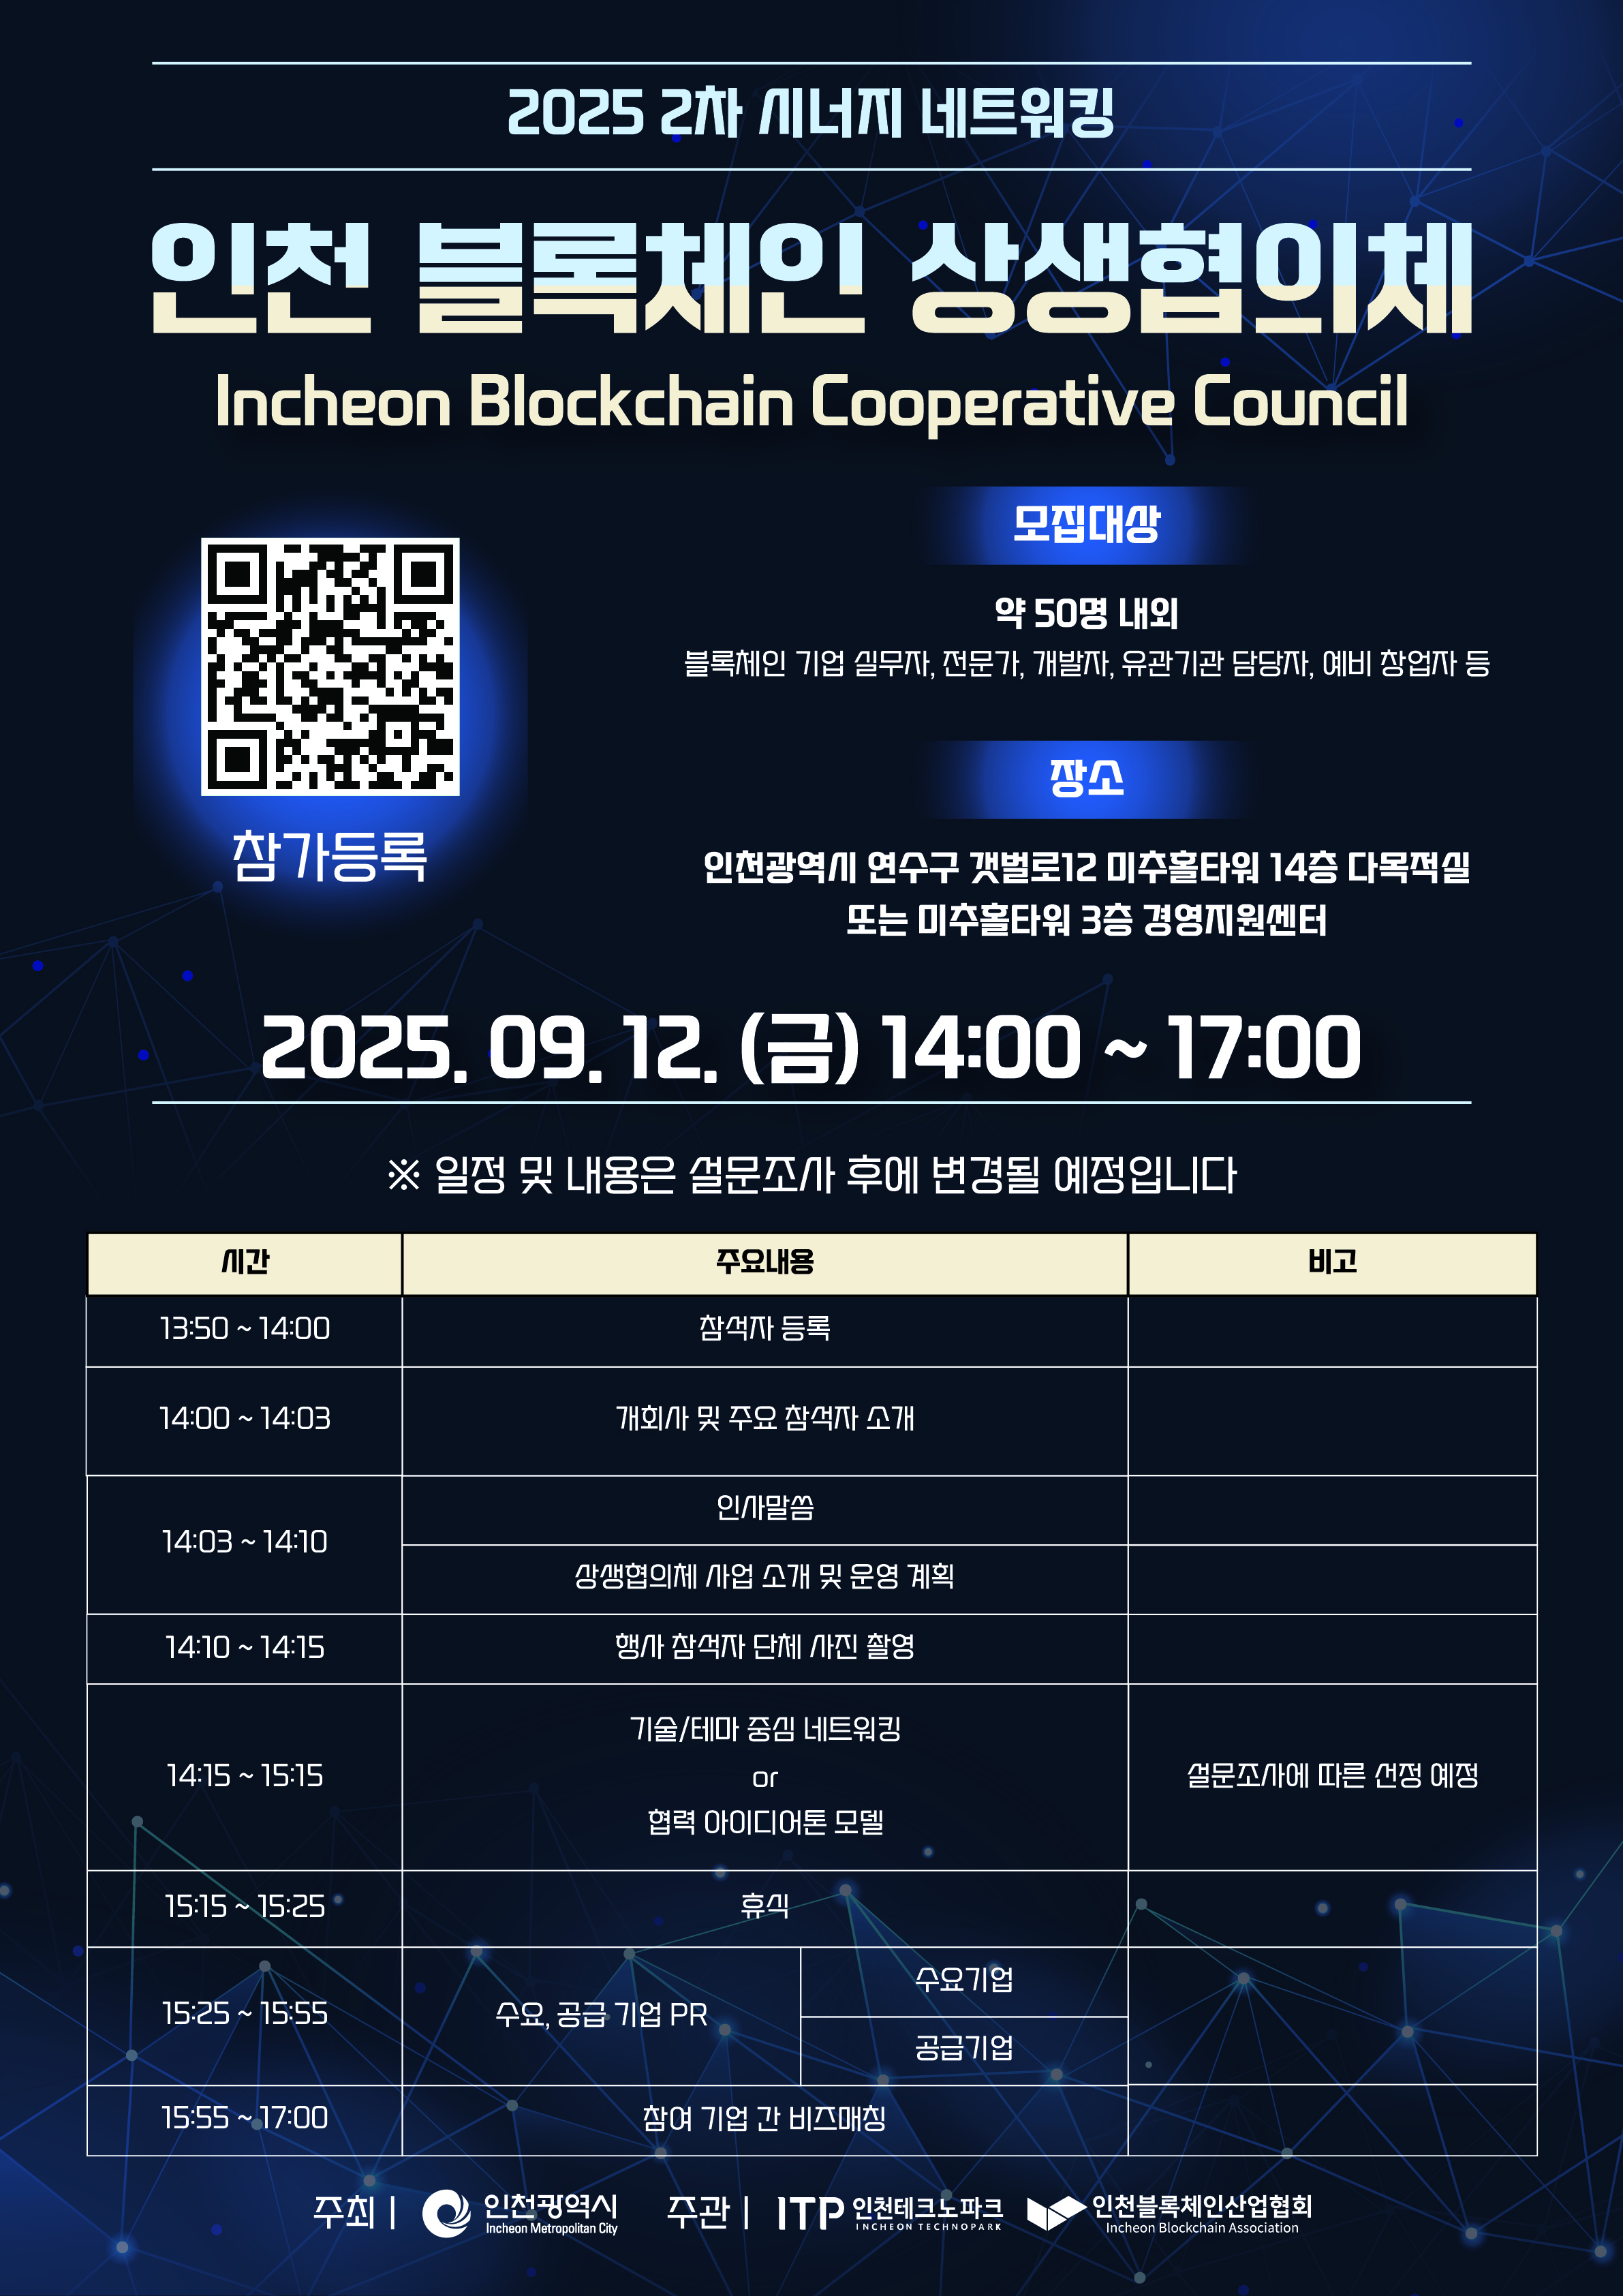 2025 2차 시너지 네트워킹
인천 블록체인 상생협의체
Incheon Blockchain Cooperative Council
모집대상
약 50명 내외
블록체인 기업 실무자, 전문가, 개발자, 유관기관 담당자, 예비 창업자 등
참가등록
장소
인천광역시 연수구 갯벌로12 미추홀타워 14층 다목적실
또는 미추홀타워 3층 경영지원센터
2025. 09. 12. (금) 14:00 ~ 17:00
※ 일정 및 내용은 설문조사 후에 변경될 예정입니다
시간 주요내용 비고
13:50 ~ 14:00 참석자 등록
14:00 ~ 14:03 개회사 및 주요 참석자 소개
14:03 ~ 14:10
인사말씀
상생협의체 사업 소개 및 운영 계획
14:10 ~ 14:15 행사 참석자 단체 사진 촬영
14:15 ~ 15:15
기술/테마 중심 네트워킹
or
협력 아이디어톤 모델
설문조사에 따른 선정 예정
15:15 ~ 15:25 휴식
15:25 ~ 15:55 수요, 공급 기업 PR
수요기업
공급기업
15:55 ~ 17:00 참여 기업 간 비즈매칭
주최 | 인천광역시 주관 | ITP 인천테크노파크 인천블록체인산업협회
Incheon Metropolitan City INCHEON TECHNOPARK Incheon Blockchain Association